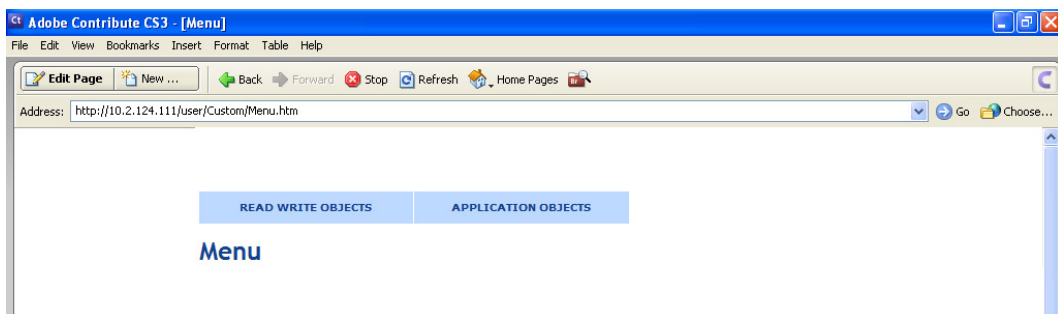 Ct Adobe Contribute CS3 - [Menu]
File Edit View Bookmarks Insert Format Table Help
Edit Page New ... Back Forward Stop Refresh Home Pages
Address: http://10.2.124.111/user/Custom/Menu.htm Go Choose...
READ WRITE OBJECTS APPLICATION OBJECTS
Menu